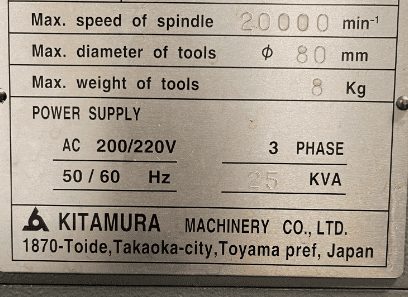 Max. speed of spindle 20000 min⁻¹
Max. diameter of tools ϕ 80 mm
Max. weight of tools 8 Kg
POWER SUPPLY
AC 200/220V 3 PHASE
50/60 Hz 25 KVA
KITAMURA MACHINERY CO., LTD.
1870-Toide,Takaoka-city,Toyama pref, Japan